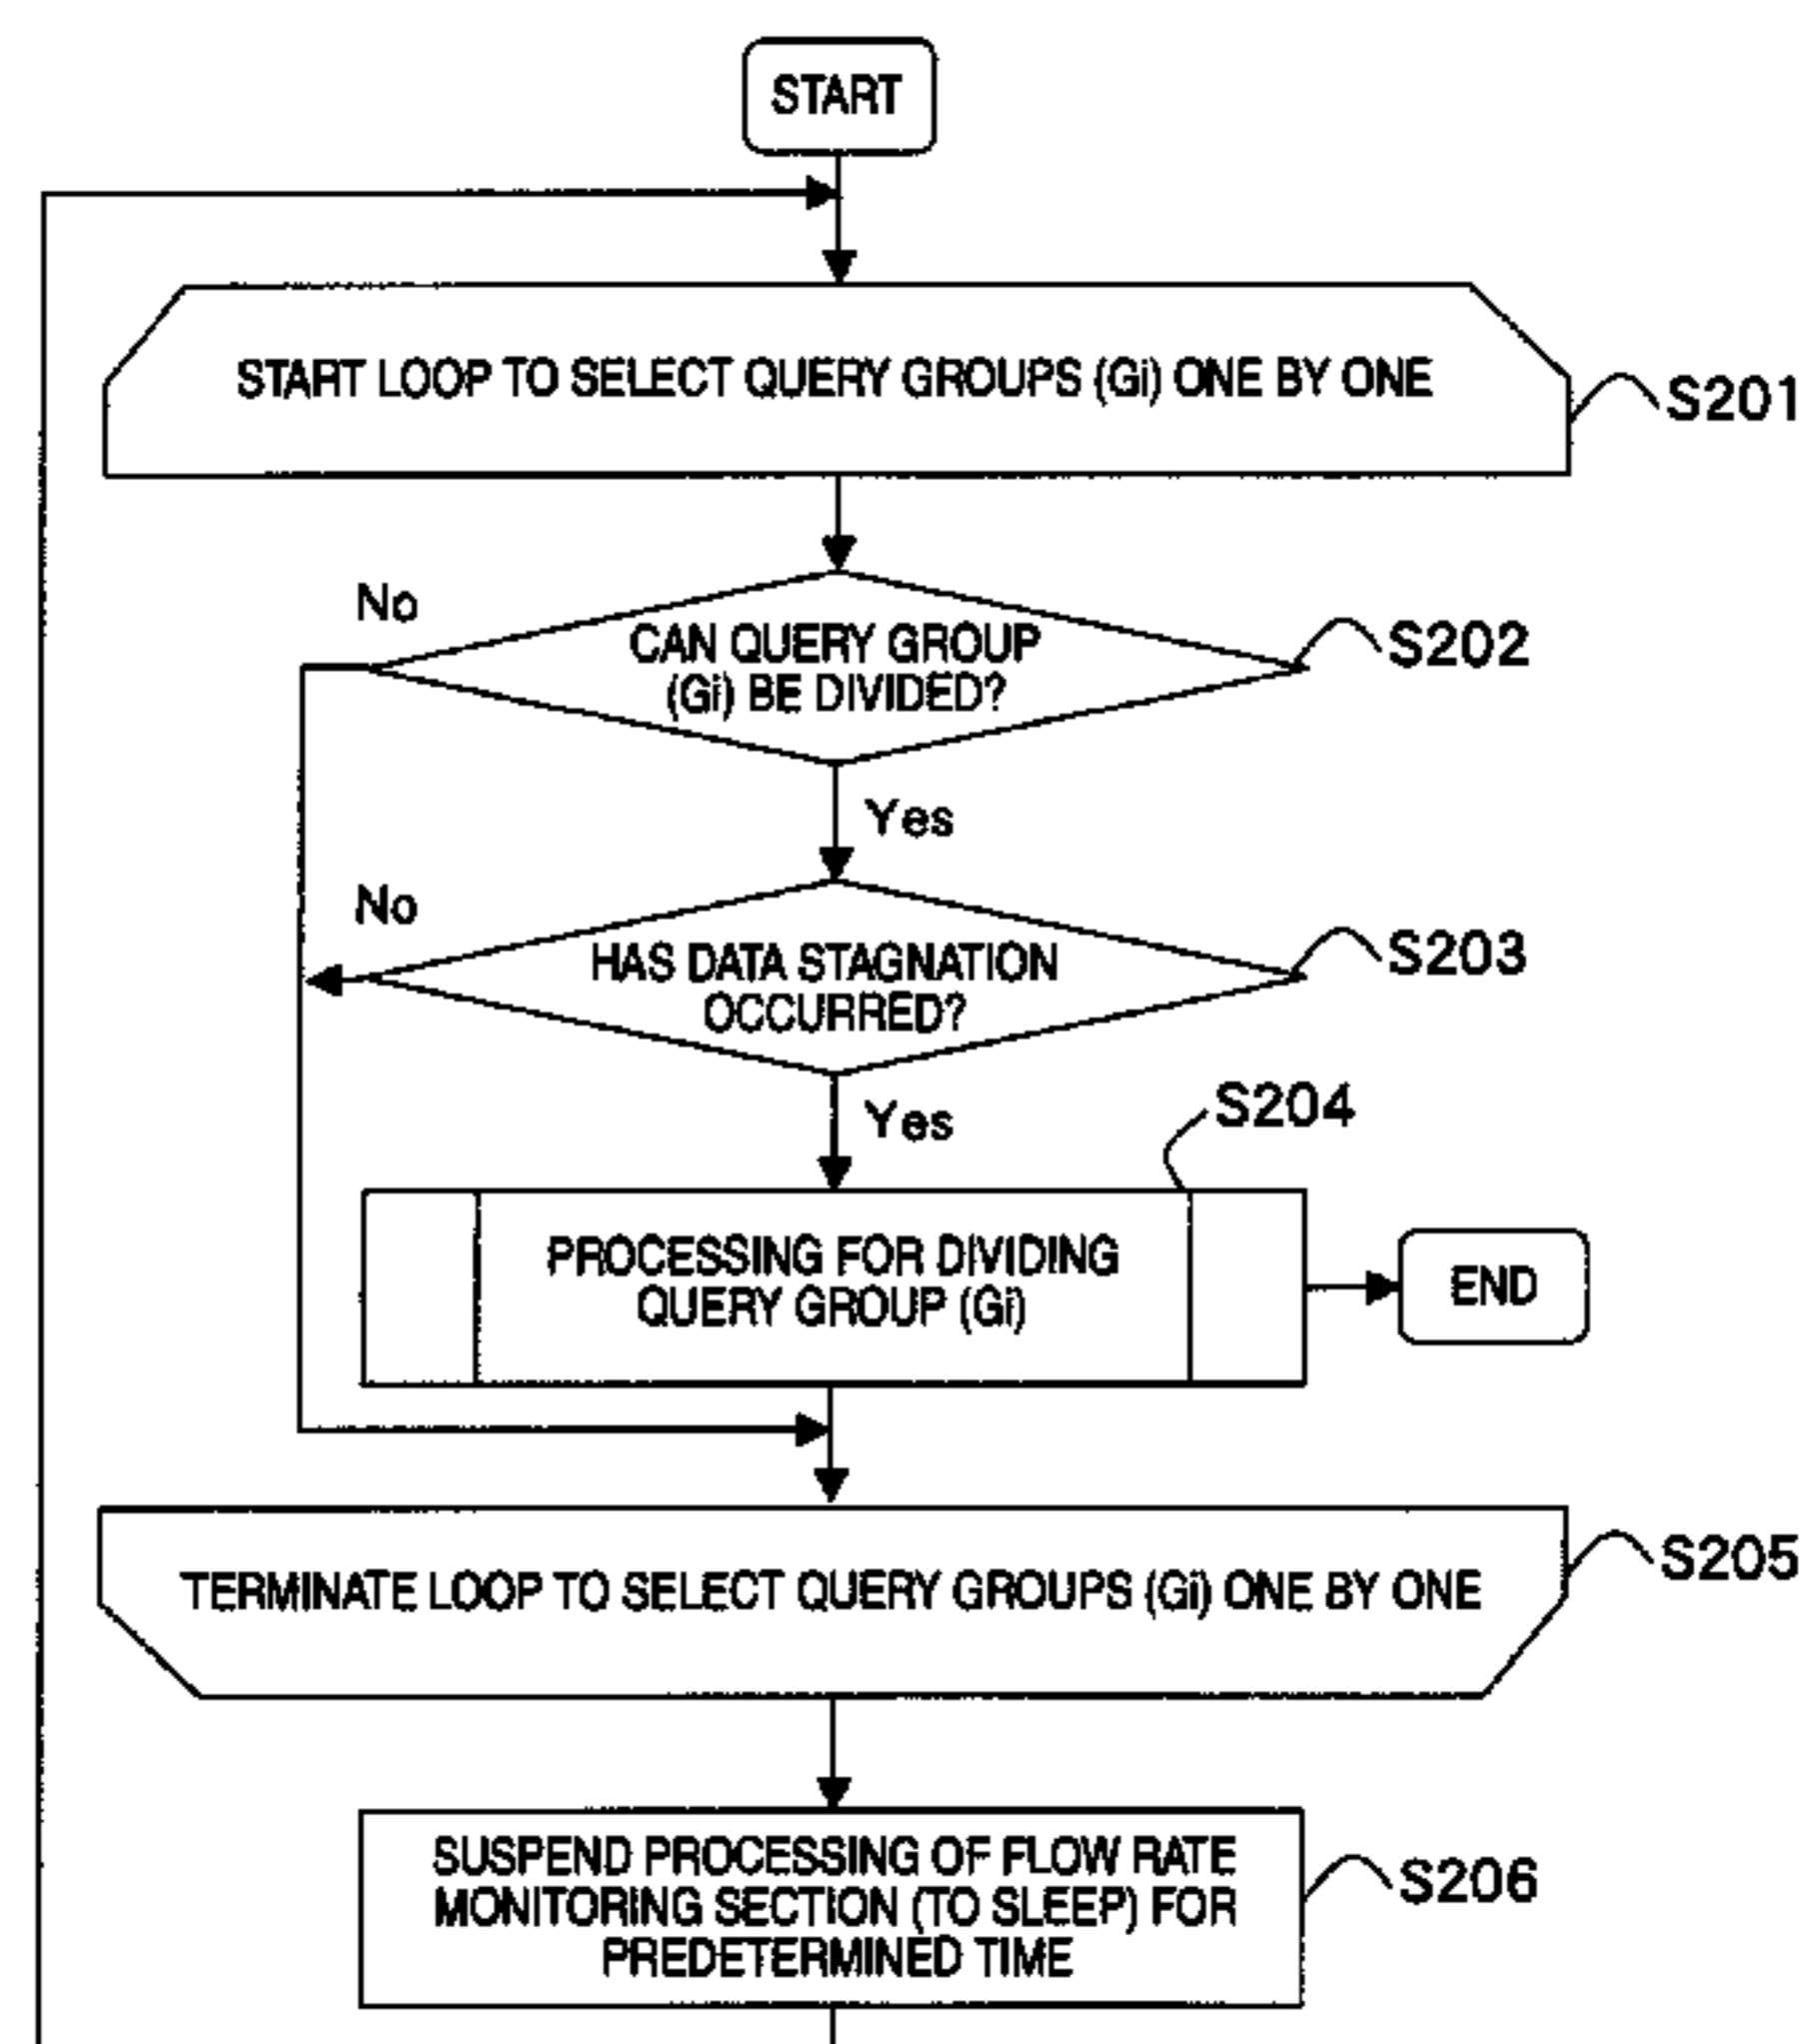 START
START LOOP TO SELECT QUERY GROUPS (Gi) ONE BY ONE
S201
No
CAN QUERY GROUP
(Gi) BE DIVIDED?
S202
Yes
No
HAS DATA STAGNATION
OCCURRED?
S203
Yes
S204
PROCESSING FOR DIVIDING
QUERY GROUP (Gi)
END
TERMINATE LOOP TO SELECT QUERY GROUPS (Gi) ONE BY ONE
S205
SUSPEND PROCESSING OF FLOW RATE
MONITORING SECTION (TO SLEEP) FOR
PREDETERMINED TIME
S206